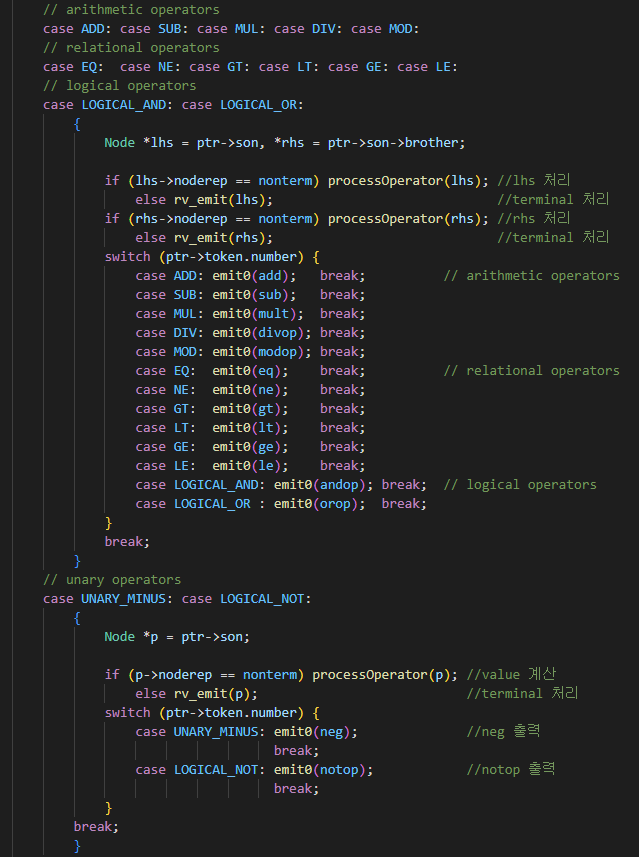 // arithmetic operators
case ADD: case SUB: case MUL: case DIV: case MOD:
// relational operators
case EQ:  case NE: case GT: case LT: case GE: case LE:
// logical operators
case LOGICAL_AND: case LOGICAL_OR:
    {
        Node *lhs = ptr->son, *rhs = ptr->son->brother;

        if (lhs->noderep == nonterm) processOperator(lhs); //lhs 처리
            else rv_emit(lhs);                             //terminal 처리
        if (rhs->noderep == nonterm) processOperator(rhs); //rhs 처리
            else rv_emit(rhs);                             //terminal 처리
        switch (ptr->token.number) {
            case ADD: emit0(add);   break;          // arithmetic operators
            case SUB: emit0(sub);   break;
            case MUL: emit0(mult);  break;
            case DIV: emit0(divop); break;
            case MOD: emit0(modop); break;
            case EQ:  emit0(eq);    break;          // relational operators
            case NE:  emit0(ne);    break;
            case GT:  emit0(gt);    break;
            case LT:  emit0(lt);    break;
            case GE:  emit0(ge);    break;
            case LE:  emit0(le);    break;
            case LOGICAL_AND: emit0(andop); break;  // logical operators
            case LOGICAL_OR : emit0(orop);  break;
        }
        break;
    }
// unary operators
case UNARY_MINUS: case LOGICAL_NOT:
    {
        Node *p = ptr->son;

        if (p->noderep == nonterm) processOperator(p); //value 계산
            else rv_emit(p);                           //terminal 처리
        switch (ptr->token.number) {
            case UNARY_MINUS: emit0(neg);              //neg 출력
                              break;
            case LOGICAL_NOT: emit0(notop);            //notop 출력
                              break;
        }
    break;
    }